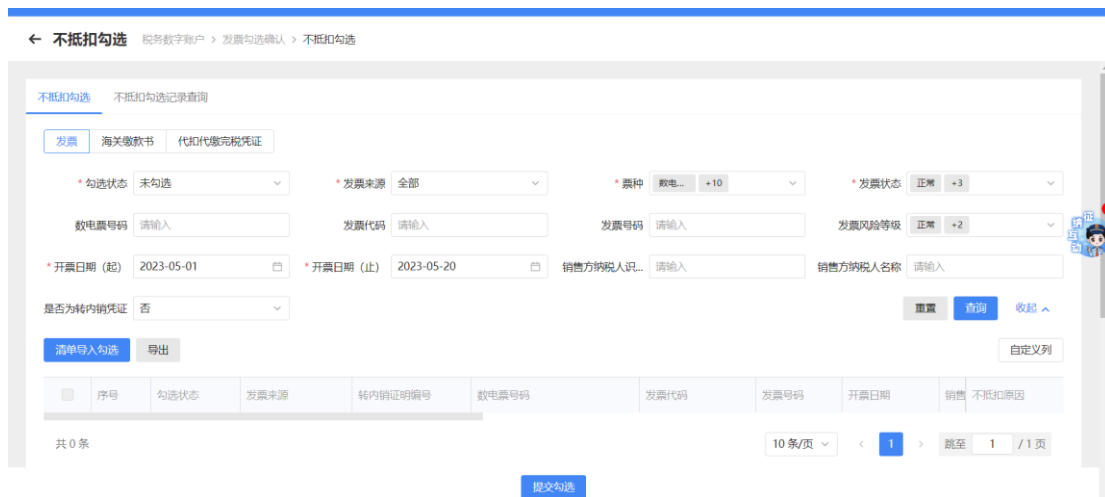 不抵扣勾选 税务数字账户 > 发票勾选确认 > 不抵扣勾选
不抵扣勾选 不抵扣勾选记录查询
发票 海关缴款书 代扣代缴完税凭证
* 勾选状态 未勾选 * 发票来源 全部 * 票种 数电... +10 * 发票状态 正常 +3
数电票号码 请输入 发票代码 请输入 发票号码 请输入 发票风险等级 正常 +2
* 开票日期（起） 2023-05-01 * 开票日期（止） 2023-05-20 销售方纳税人识... 请输入 销售方纳税人名称 请输入
是否为转内销凭证 否 重置 查询 收起
清单导入勾选 导出 自定义列
序号 勾选状态 发票来源 转内销证明编号 数电票号码 发票代码 发票号码 开票日期 销售 不抵扣原因
共 0 条 10 条/页 < 1 > 跳至 1 / 1 页
提交勾选
征
纳
互
动